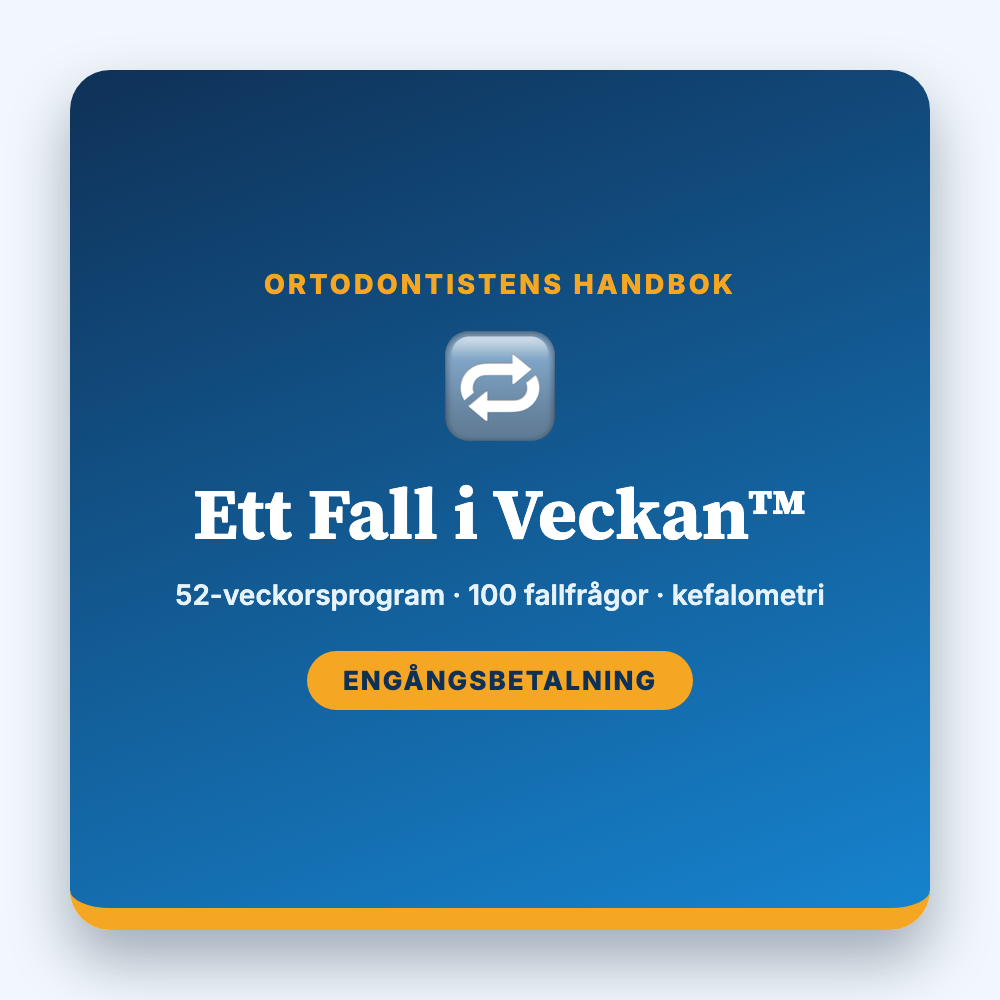 ORTODONTISTENS HANDBOK
Ett Fall i Veckan™
52-veckorsprogram · 100 fallfrågor · kefalometri
ENGÅNGSBETALNING